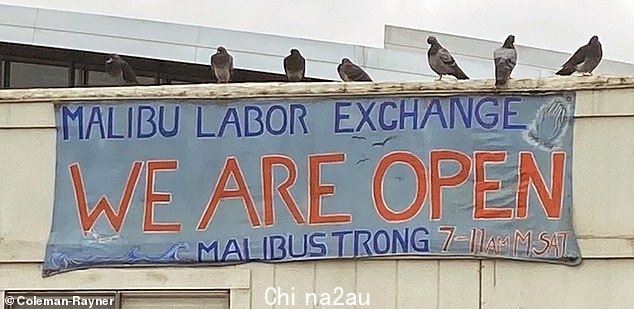 MALIBU LABOR EXCHANGE
WE ARE OPEN
MALIBUSTRONG 7-11AM M-SAT
© Coleman-Rayner
Chi na2au